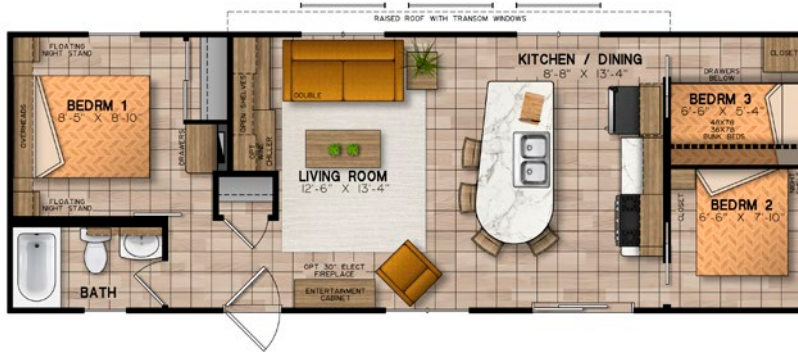 RAISED ROOF WITH TRANSOM WINDOWS
FLOATING
NIGHT STAND
OVERHEADS
BEDRM 1
8'-5" X 8'-10
FLOATING
NIGHT STAND
DRAWERS
OPEN SHELVES
OPT
WINE
CHILLER
DOUBLE
LIVING ROOM
12'-6" X 13'-4"
KITCHEN / DINING
8'-8" X 13'-4"
CLOSET
DRAWERS
BELOW
BEDRM 3
6'-6" X 5'-4"
48X78
36X78
BUNK BEDS
CLOSET
BEDRM 2
6'-6" X 7'-10"
BATH
OPT 30" ELECT
FIREPLACE
ENTERTAINMENT
CABINET